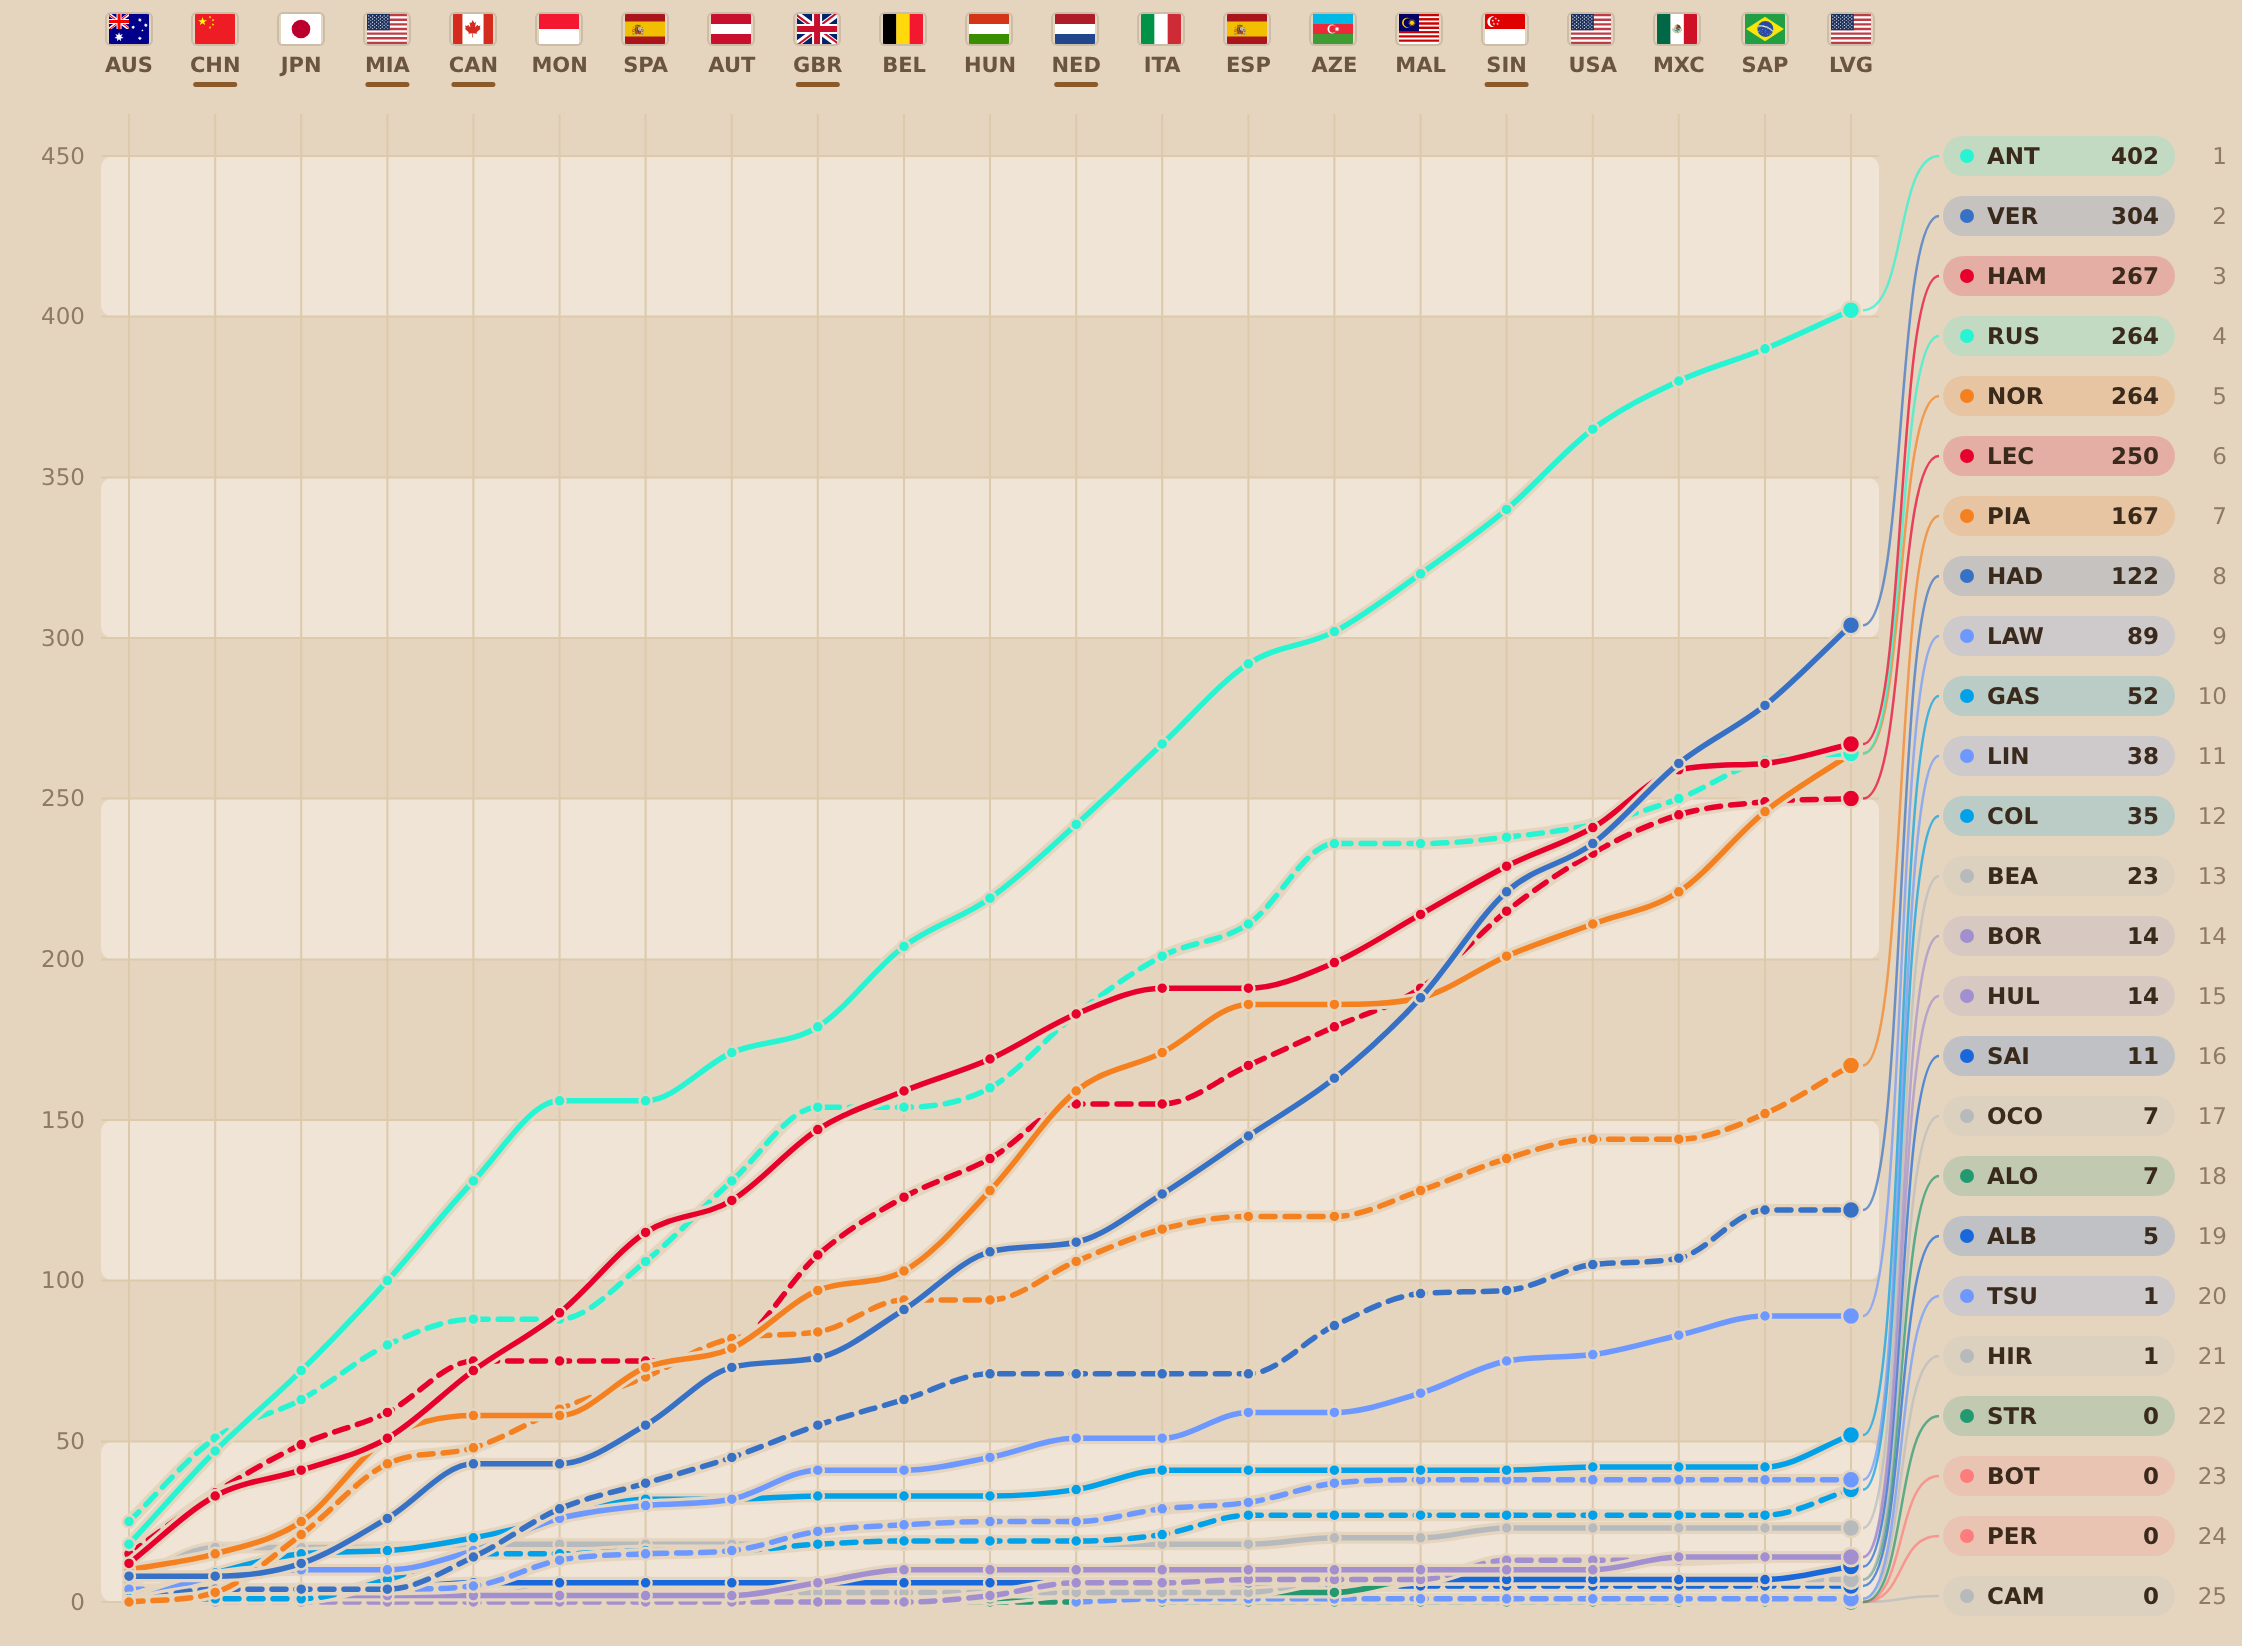 AUS CHN JPN MIA CAN MON SPA AUT GBR BEL HUN NED ITA ESP AZE MAL SIN USA MXC SAP LVG
450
400
350
300
250
200
150
100
50
0
ANT 402 1
VER 304 2
HAM 267 3
RUS 264 4
NOR 264 5
LEC 250 6
PIA 167 7
HAD 122 8
LAW 89 9
GAS 52 10
LIN 38 11
COL 35 12
BEA 23 13
BOR 14 14
HUL 14 15
SAI 11 16
OCO 7 17
ALO 7 18
ALB 5 19
TSU 1 20
HIR 1 21
STR 0 22
BOT 0 23
PER 0 24
CAM 0 25